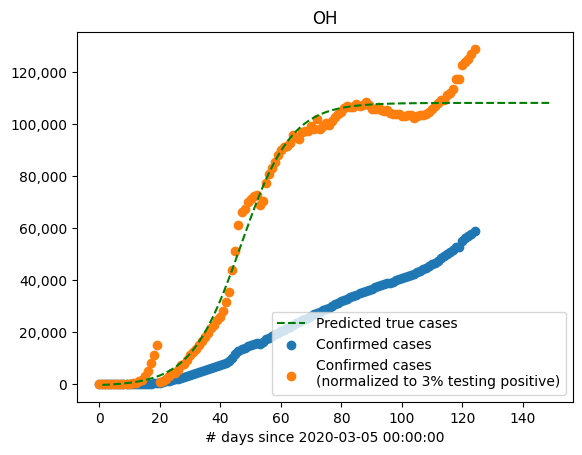 OH
120,000
100,000
80,000
60,000
40,000
20,000
0
Predicted true cases
Confirmed cases
Confirmed cases
(normalized to 3% testing positive)
0 20 40 60 80 100 120 140
# days since 2020-03-05 00:00:00